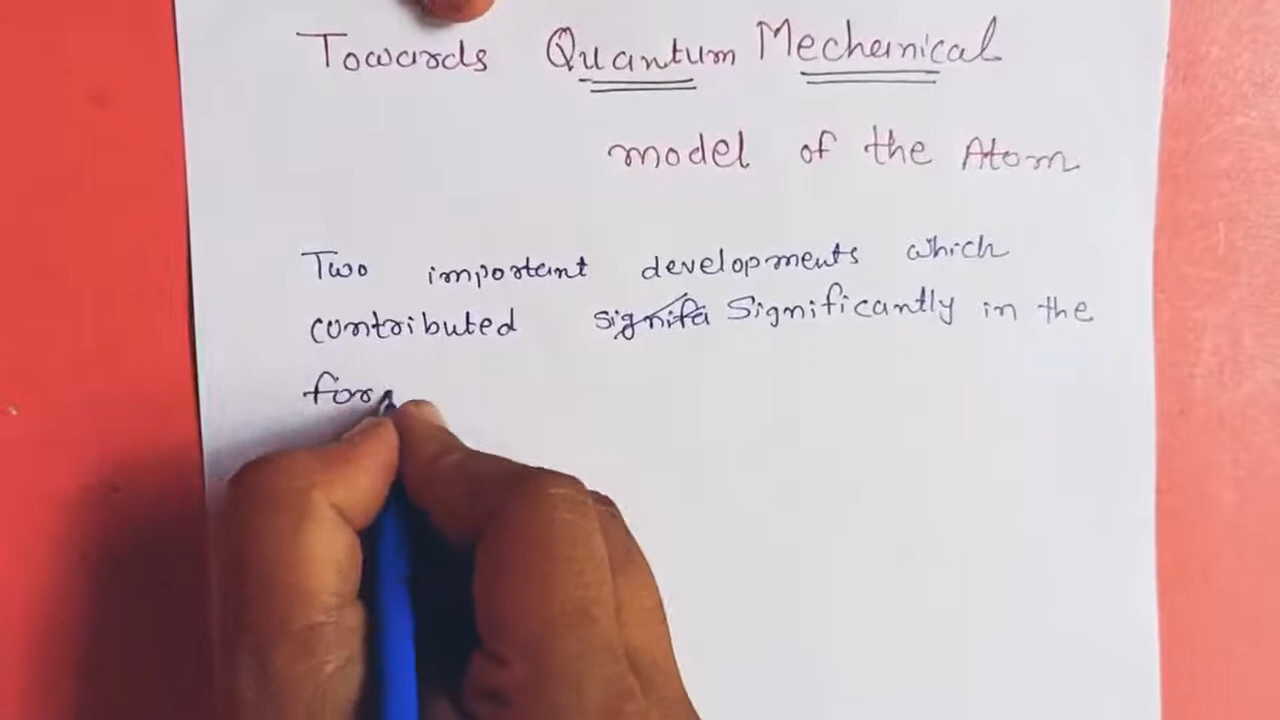 Towards Quantum Mechanical
model of the Atom
Two important developments which
contributed signifa Significantly in the
for